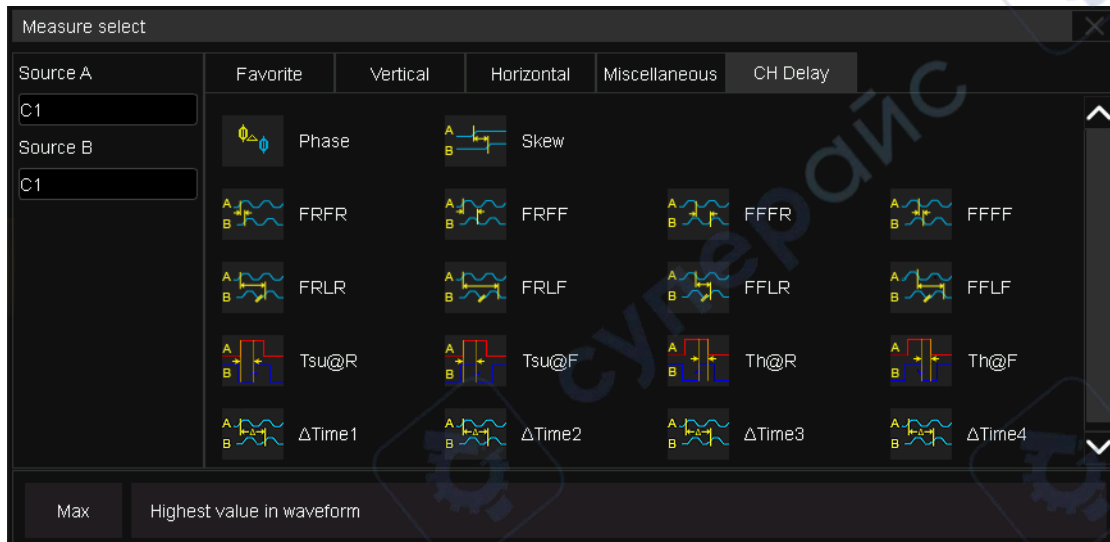 Measure select
Source A
C1
Source B
C1
Favorite Vertical Horizontal Miscellaneous CH Delay
Phase Skew
FRFR FRFF FFFR FFFF
FRLR FRLF FFLR FFLF
Tsu@R Tsu@F Th@R Th@F
ΔTime1 ΔTime2 ΔTime3 ΔTime4
Max Highest value in waveform
суперайс